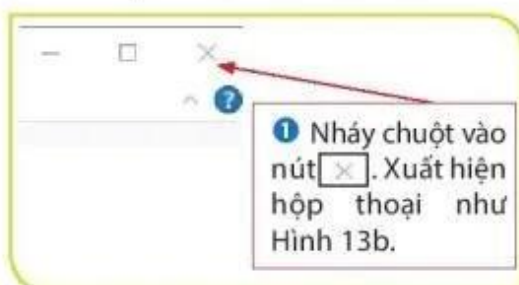 ❶ Nháy chuột vào
nút × . Xuất hiện
hộp thoại như
Hình 13b.